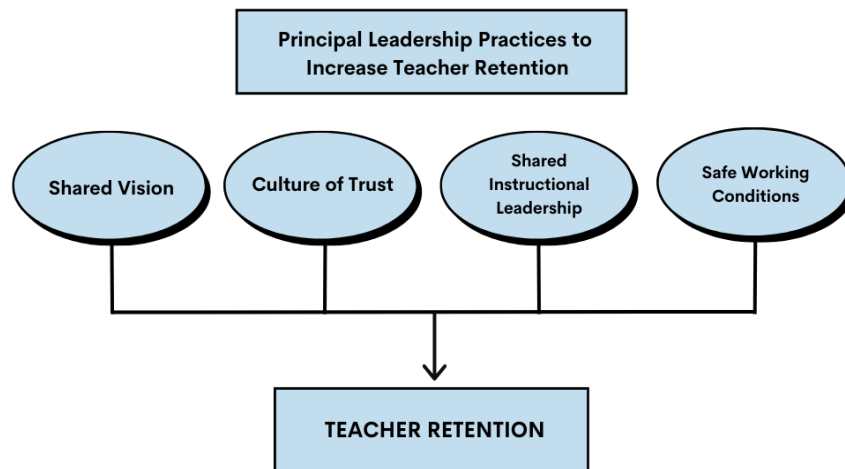 Principal Leadership Practices to
Increase Teacher Retention
Shared Vision
Culture of Trust
Shared
Instructional
Leadership
Safe Working
Conditions
TEACHER RETENTION